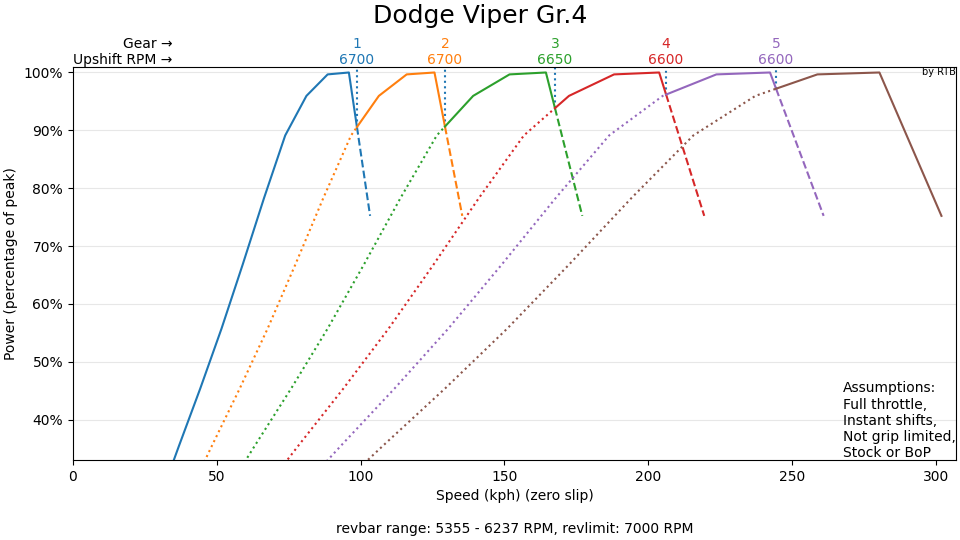 Dodge Viper Gr.4
Gear → 1 2 3 4 5
Upshift RPM → 6700 6700 6650 6600 6600
by RTB
100%
90%
80%
70%
60%
50%
40%
Power (percentage of peak)
Assumptions:
Full throttle,
Instant shifts,
Not grip limited,
Stock or BoP
0 50 100 150 200 250 300
Speed (kph) (zero slip)
revbar range: 5355 - 6237 RPM, revlimit: 7000 RPM